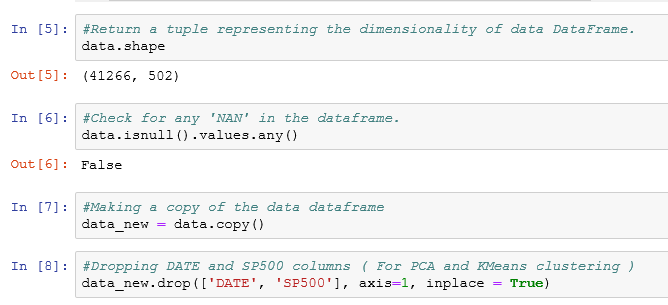 In [5]: #Return a tuple representing the dimensionality of data DataFrame.
data.shape
Out[5]: (41266, 502)
In [6]: #Check for any 'NAN' in the dataframe.
data.isnull().values.any()
Out[6]: False
In [7]: #Making a copy of the data dataframe
data_new = data.copy()
In [8]: #Dropping DATE and SP500 columns ( For PCA and KMeans clustering )
data_new.drop(['DATE', 'SP500'], axis=1, inplace = True)